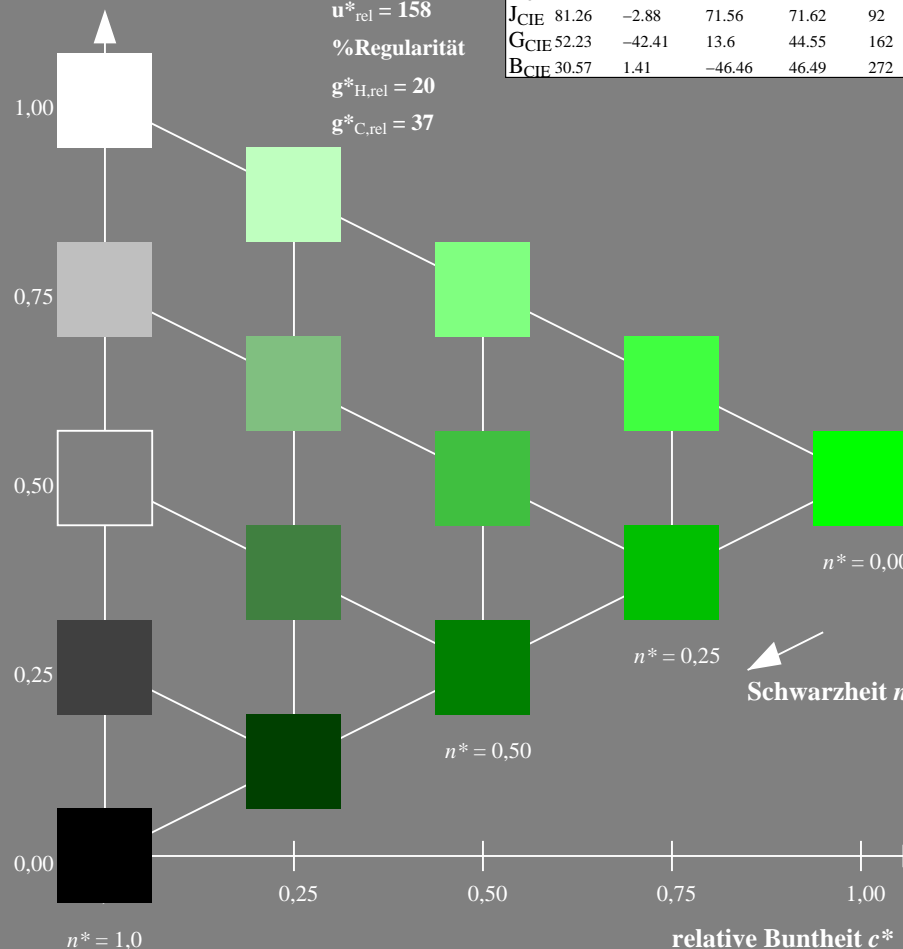 u*rel = 158
%Regularität
g*H,rel = 20
g*C,rel = 37
JCIE 81.26 −2.88 71.56 71.62 92
GCIE 52.23 −42.41 13.6 44.55 162
BCIE 30.57 1.41 −46.46 46.49 272
1,00
0,75
0,50
0,25
0,00
n* = 0,00
n* = 0,25
Schwarzheit n
n* = 0,50
0,25 0,50 0,75 1,00
n* = 1,0
relative Buntheit c*